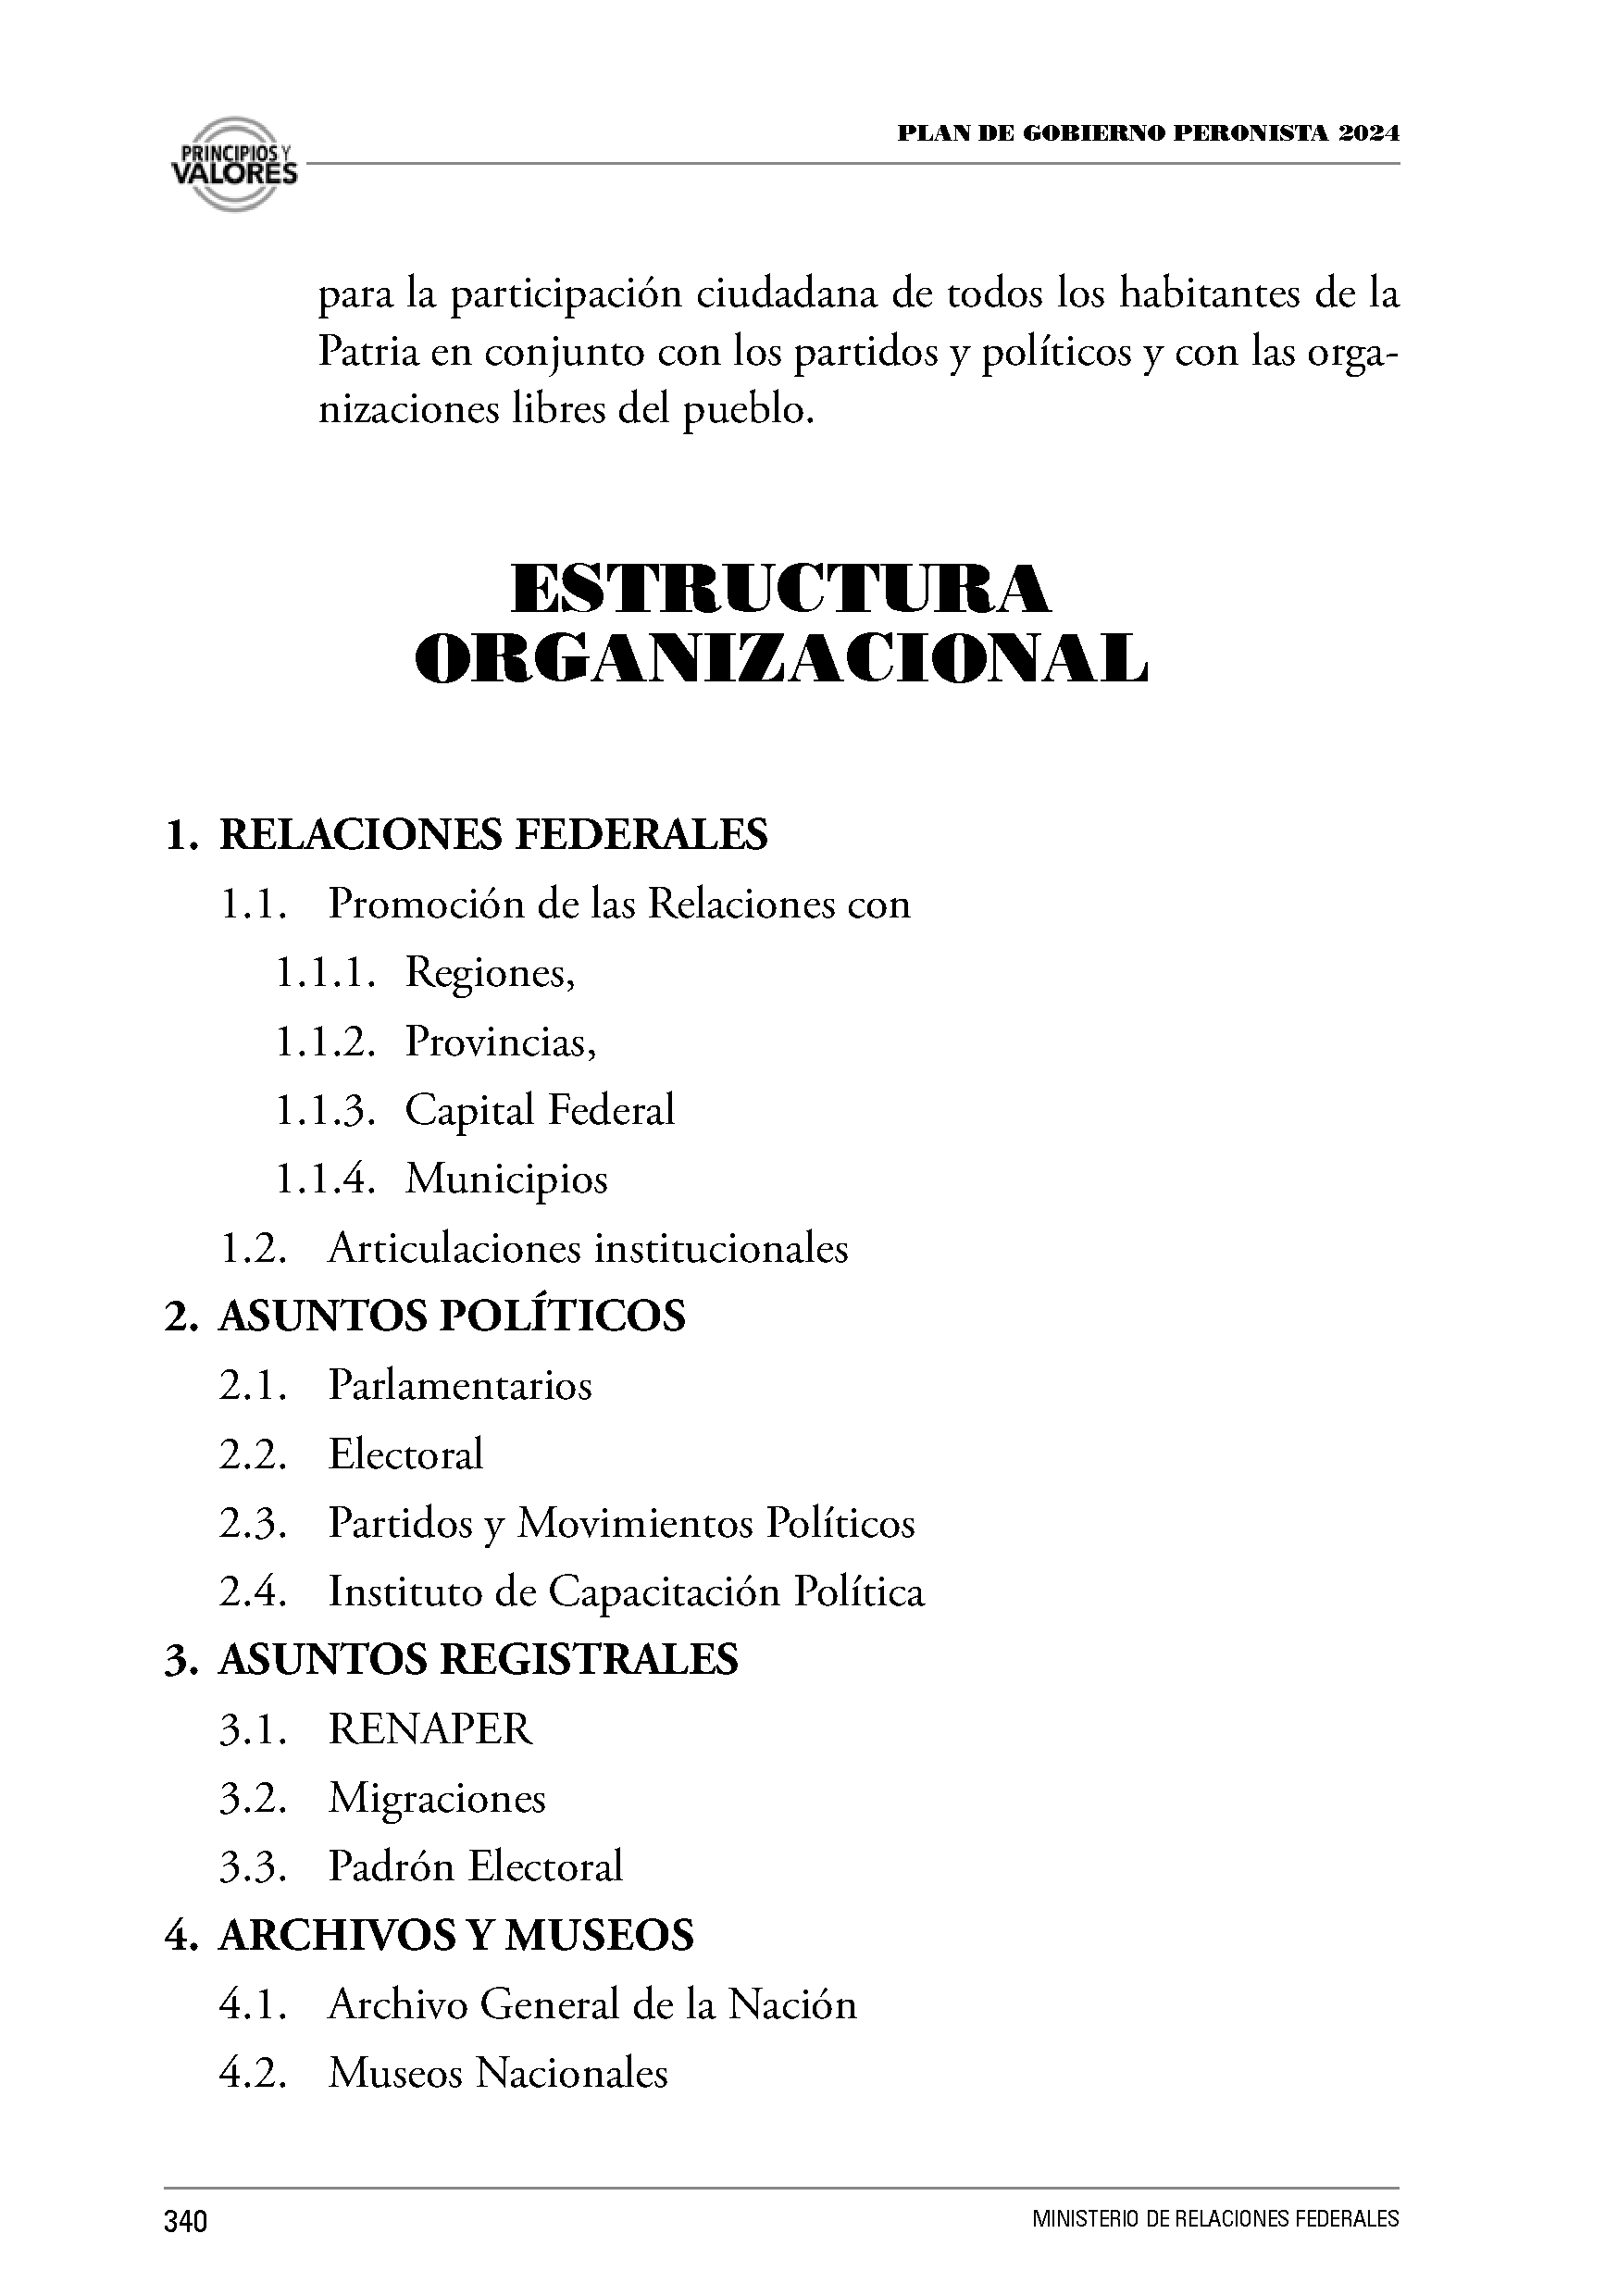 PRINCIPIOS Y
VALORES
PLAN DE GOBIERNO PERONISTA 2024
para la participación ciudadana de todos los habitantes de la
Patria en conjunto con los partidos y políticos y con las orga-
nizaciones libres del pueblo.
ESTRUCTURA
ORGANIZACIONAL
1. RELACIONES FEDERALES
1.1. Promoción de las Relaciones con
1.1.1. Regiones,
1.1.2. Provincias,
1.1.3. Capital Federal
1.1.4. Municipios
1.2. Articulaciones institucionales
2. ASUNTOS POLÍTICOS
2.1. Parlamentarios
2.2. Electoral
2.3. Partidos y Movimientos Políticos
2.4. Instituto de Capacitación Política
3. ASUNTOS REGISTRALES
3.1. RENAPER
3.2. Migraciones
3.3. Padrón Electoral
4. ARCHIVOS Y MUSEOS
4.1. Archivo General de la Nación
4.2. Museos Nacionales
340
MINISTERIO DE RELACIONES FEDERALES